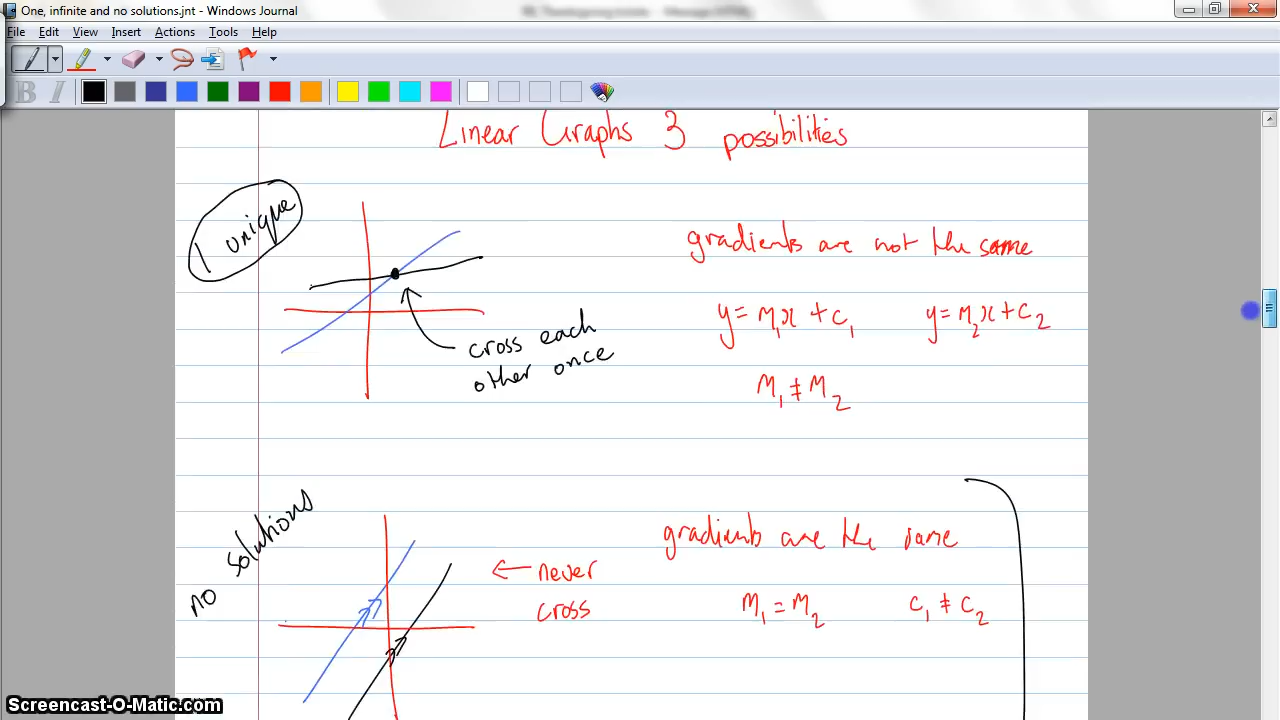 One, infinite and no solutions.jnt - Windows Journal
File Edit View Insert Actions Tools Help
B I
Linear Graphs 3 possibilities
1 unique
gradients are not the same
y = m₁x + c₁ y = m₂x + c₂
cross each
other once
m₁ ≠ m₂
no solutions
gradients are the same
← never
cross
m₁ = m₂ c₁ ≠ c₂
Screencast-O-Matic.com